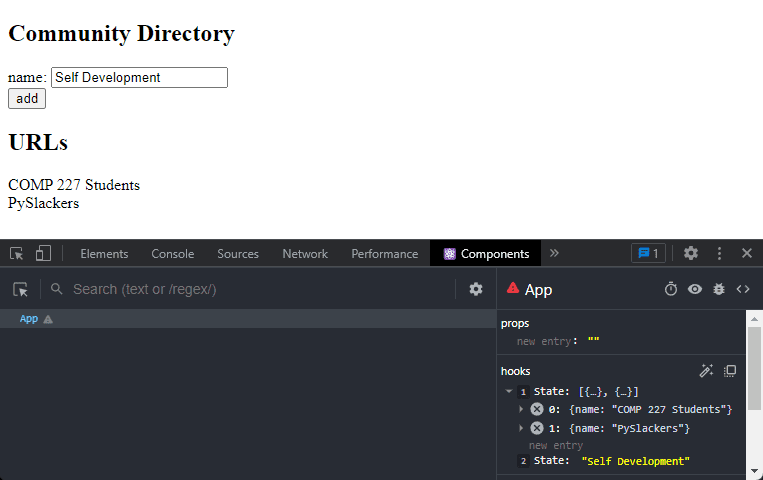 Community Directory
name: Self Development
add
URLs
COMP 227 Students
PySlackers
Elements Console Sources Network Performance Components » 1
Search (text or /regex/)
App
App
props
new entry: ""
hooks
1 State: [{…}, {…}]
0: {name: "COMP 227 Students"}
1: {name: "PySlackers"}
new entry
2 State: "Self Development"